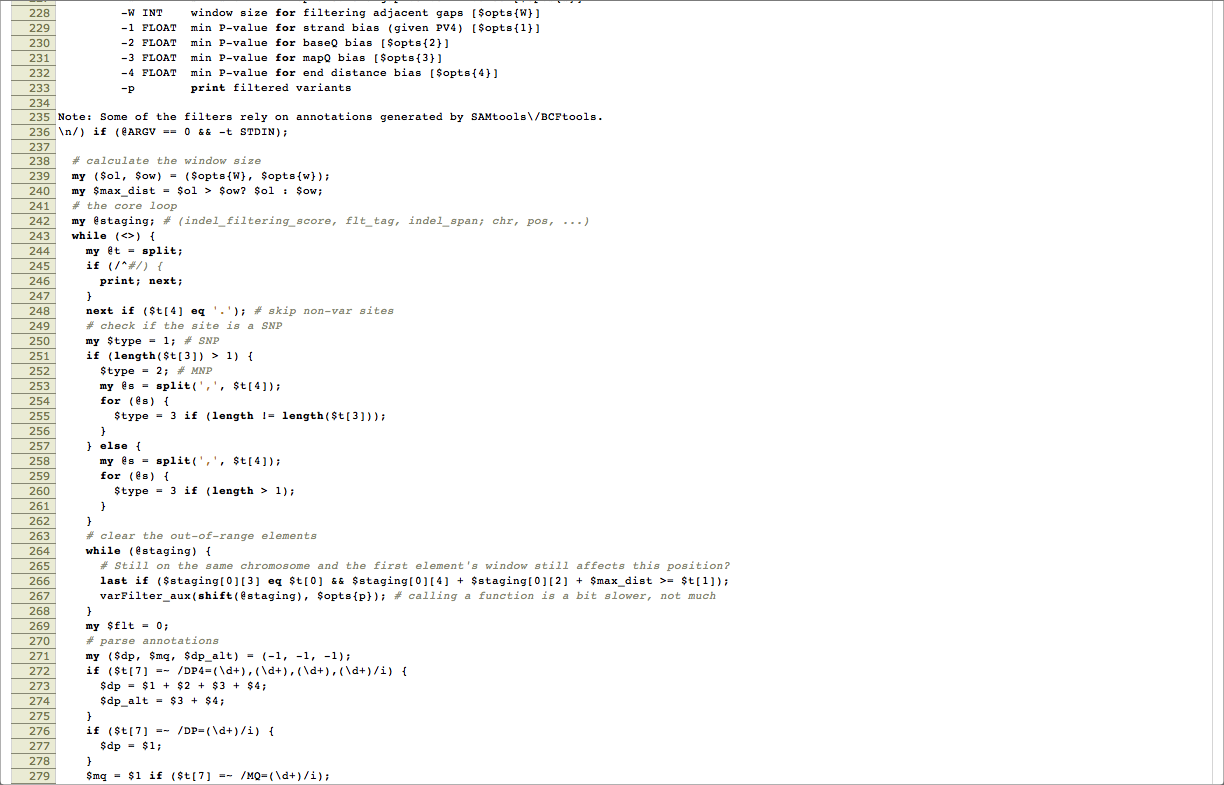 228 -W INT window size for filtering adjacent gaps [$opts{W}]
229 -1 FLOAT min P-value for strand bias (given PV4) [$opts{1}]
230 -2 FLOAT min P-value for baseQ bias [$opts{2}]
231 -3 FLOAT min P-value for mapQ bias [$opts{3}]
232 -4 FLOAT min P-value for end distance bias [$opts{4}]
233 -p print filtered variants
234
235 Note: Some of the filters rely on annotations generated by SAMtools\/BCFtools.
236 \n/) if (@ARGV == 0 && -t STDIN);
237
238 # calculate the window size
239 my ($ol, $ow) = ($opts{W}, $opts{w});
240 my $max_dist = $ol > $ow? $ol : $ow;
241 # the core loop
242 my @staging; # (indel_filtering_score, flt_tag, indel_span; chr, pos, ...)
243 while (<>) {
244 my @t = split;
245 if (/^#/) {
246 print; next;
247 }
248 next if ($t[4] eq '.'); # skip non-var sites
249 # check if the site is a SNP
250 my $type = 1; # SNP
251 if (length($t[3]) > 1) {
252 $type = 2; # MNP
253 my @s = split(',', $t[4]);
254 for (@s) {
255 $type = 3 if (length != length($t[3]));
256 }
257 } else {
258 my @s = split(',', $t[4]);
259 for (@s) {
260 $type = 3 if (length > 1);
261 }
262 }
263 # clear the out-of-range elements
264 while (@staging) {
265 # Still on the same chromosome and the first element's window still affects this position?
266 last if ($staging[0][3] eq $t[0] && $staging[0][4] + $staging[0][2] + $max_dist >= $t[1]);
267 varFilter_aux(shift(@staging), $opts{p}); # calling a function is a bit slower, not much
268 }
269 my $flt = 0;
270 # parse annotations
271 my ($dp, $mq, $dp_alt) = (-1, -1, -1);
272 if ($t[7] =~ /DP4=(\d+),(\d+),(\d+),(\d+)/i) {
273 $dp = $1 + $2 + $3 + $4;
274 $dp_alt = $3 + $4;
275 }
276 if ($t[7] =~ /DP=(\d+)/i) {
277 $dp = $1;
278 }
279 $mq = $1 if ($t[7] =~ /MQ=(\d+)/i);